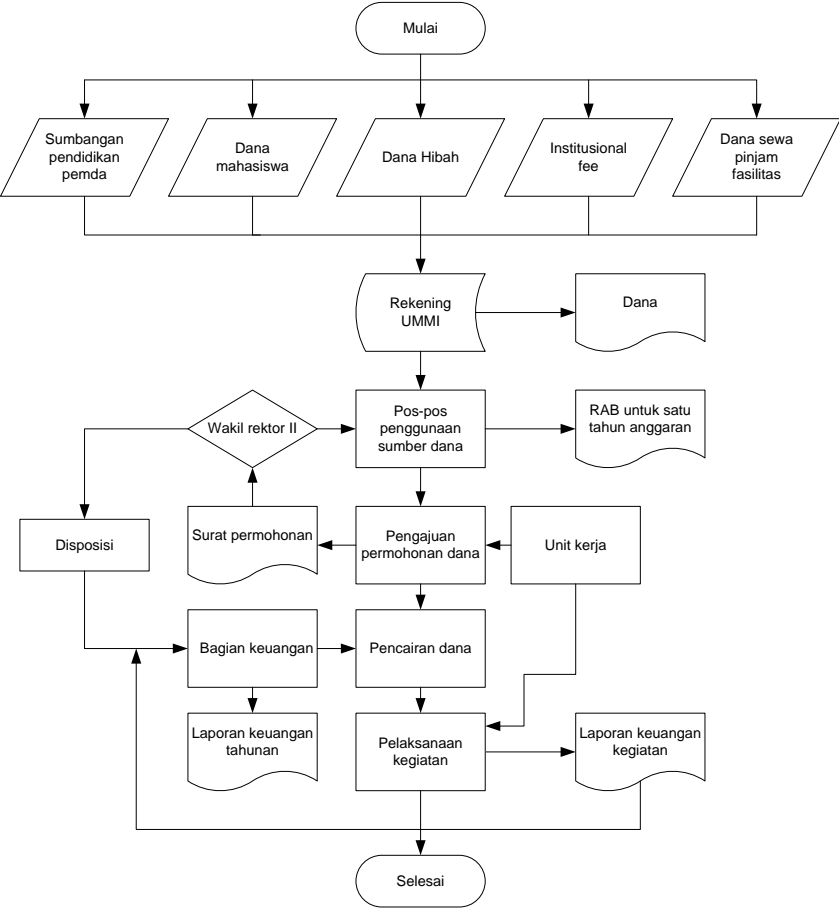 Mulai
Sumbangan
pendidikan
pemda
Dana
mahasiswa
Dana Hibah
Institusional
fee
Dana sewa
pinjam
fasilitas
Rekening
UMMI
Dana
Wakil rektor II
Pos-pos
penggunaan
sumber dana
RAB untuk satu
tahun anggaran
Disposisi
Surat permohonan
Pengajuan
permohonan dana
Unit kerja
Bagian keuangan
Pencairan dana
Laporan keuangan
tahunan
Pelaksanaan
kegiatan
Laporan keuangan
kegiatan
Selesai